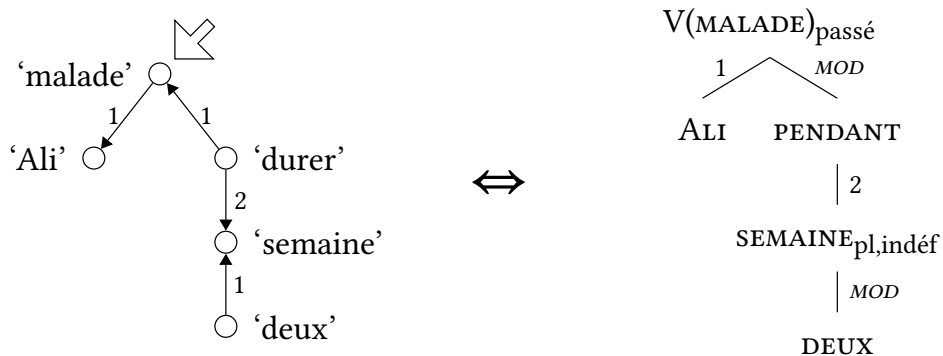 ‘malade’
1
1
‘Ali’
‘durer’
2
‘semaine’
1
‘deux’
⇔
V(MALADE)passé
1
MOD
ALI
PENDANT
2
SEMAINEpl,indéf
MOD
DEUX